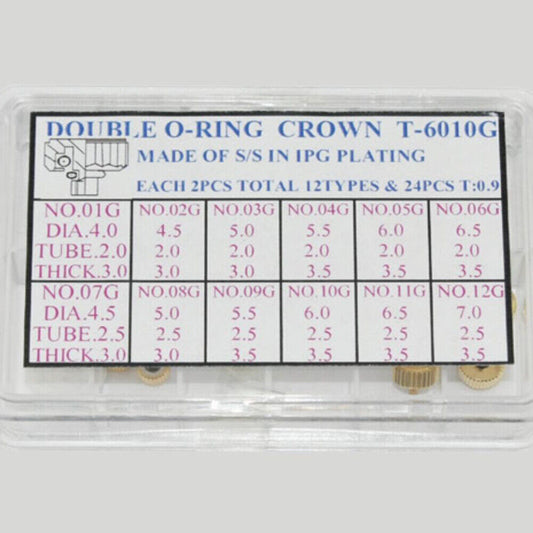 DOUBLE O-RING CROWN T-6010G
MADE OF S/S IN IPG PLATING
EACH 2PCS TOTAL 12TYPES & 24PCS T:0.9
NO.01G NO.02G NO.03G NO.04G NO.05G NO.06G
DIA.4.0 4.5 5.0 5.5 6.0 6.5
TUBE.2.0 2.0 2.0 2.0 2.0 2.0
THICK.3.0 3.0 3.0 3.5 3.5 3.5
NO.07G NO.08G NO.09G NO.10G NO.11G NO.12G
DIA.4.5 5.0 5.5 6.0 6.5 7.0
TUBE.2.5 2.5 2.5 2.5 2.5 2.5
THICK.3.0 3.0 3.5 3.5 3.5 3.5